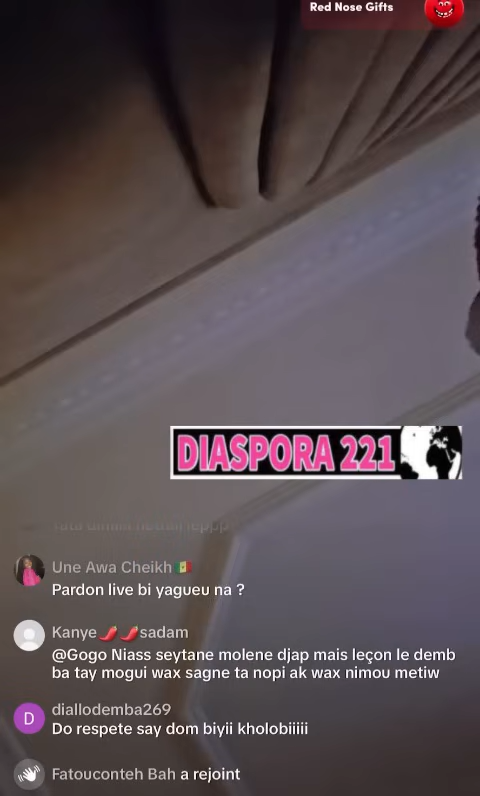 Red Nose Gifts
DIASPORA 221
Une Awa Cheikh 🇸🇳
Pardon live bi yagueu na ?
Kanye🌶️🌶️sadam
@Gogo Niass seytane molene djap mais leçon le demb
ba tay mogui wax sagne ta nopi ak wax nimou metiw
D
diallodemba269
Do respete say dom biyii kholobiiiii
Fatouconteh Bah a rejoint